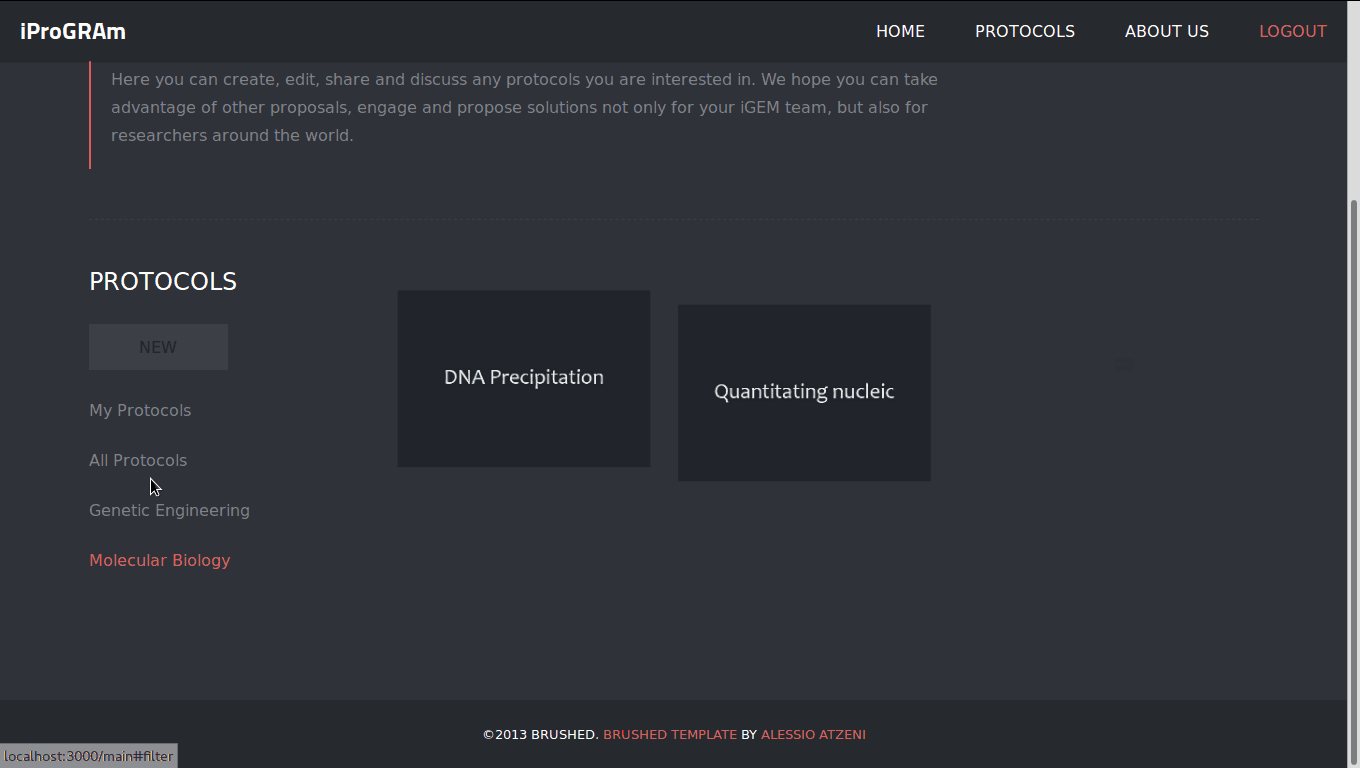 iProGRAm
HOME
PROTOCOLS
ABOUT US
LOGOUT
Here you can create, edit, share and discuss any protocols you are interested in. We hope you can take
advantage of other proposals, engage and propose solutions not only for your iGEM team, but also for
researchers around the world.
PROTOCOLS
NEW
My Protocols
All Protocols
Genetic Engineering
Molecular Biology
DNA Precipitation
Quantitating nucleic
©2013 BRUSHED. BRUSHED TEMPLATE BY ALESSIO ATZENI
localhost:3000/main#filter